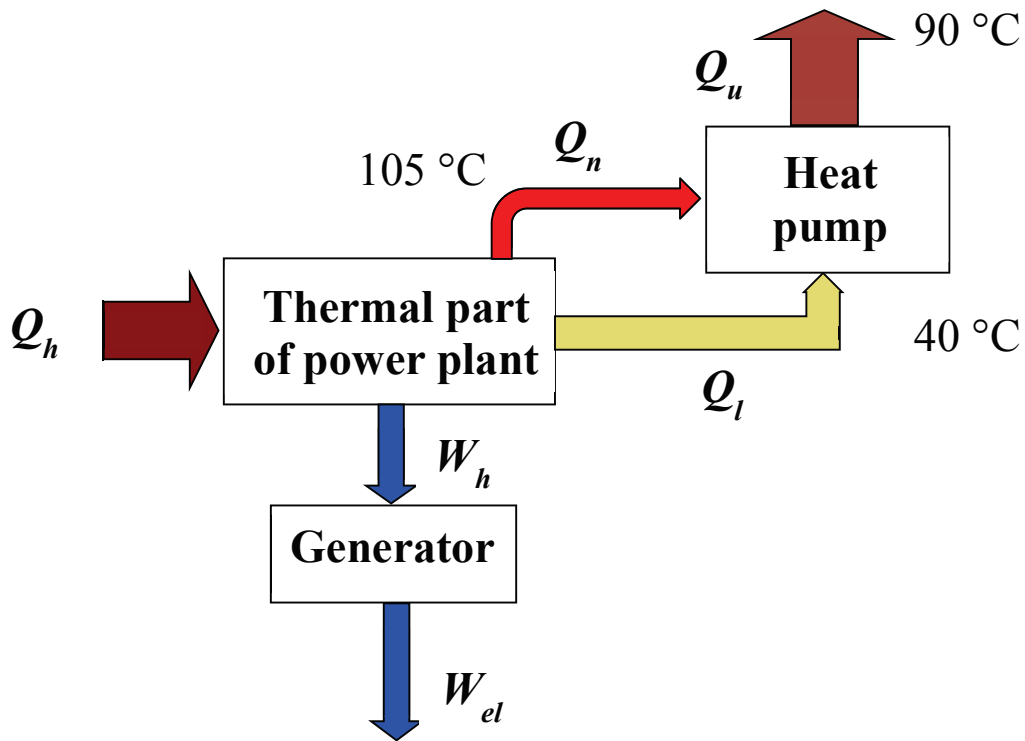 90 °C
Q_u
Q_n
105 °C
Heat
pump
Q_h
Thermal part
of power plant
40 °C
Q_l
W_h
Generator
W_el